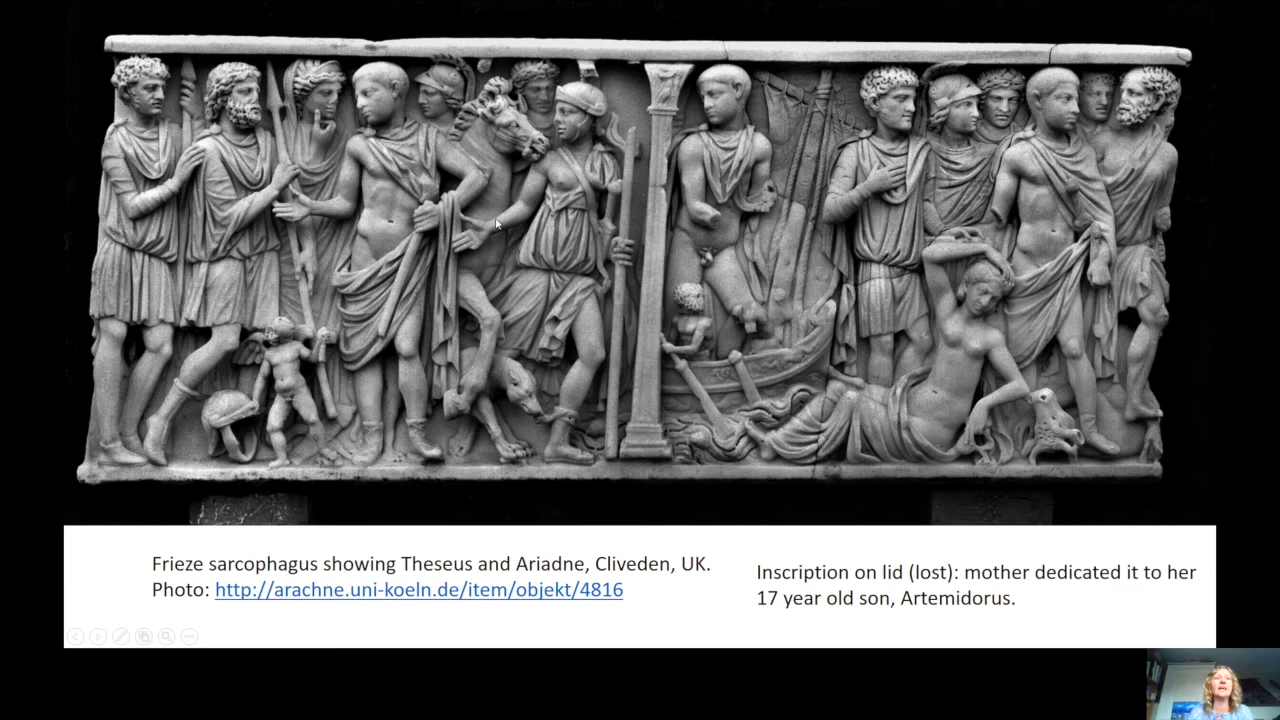 Frieze sarcophagus showing Theseus and Ariadne, Cliveden, UK.
Photo: http://arachne.uni-koeln.de/item/objekt/4816
Inscription on lid (lost): mother dedicated it to her
17 year old son, Artemidorus.